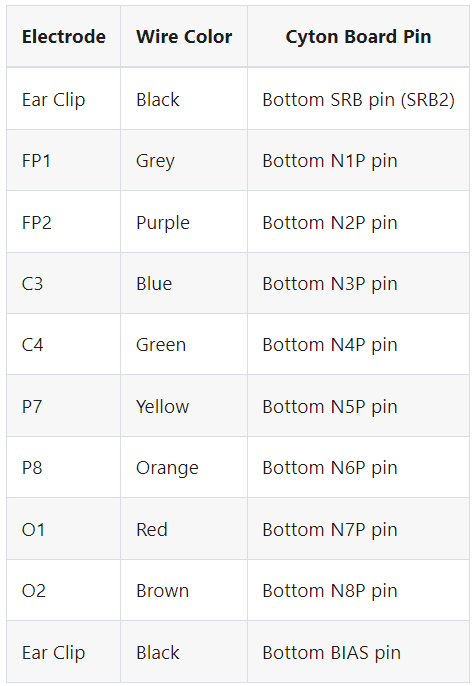 Electrode Wire Color Cyton Board Pin
Ear Clip Black Bottom SRB pin (SRB2)
FP1 Grey Bottom N1P pin
FP2 Purple Bottom N2P pin
C3 Blue Bottom N3P pin
C4 Green Bottom N4P pin
P7 Yellow Bottom N5P pin
P8 Orange Bottom N6P pin
O1 Red Bottom N7P pin
O2 Brown Bottom N8P pin
Ear Clip Black Bottom BIAS pin